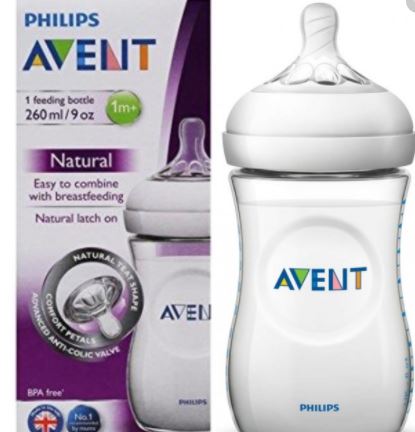 PHILIPS
AVENT
1 feeding bottle
260 ml / 9 oz
1m+
Natural
Easy to combine
with breastfeeding
Natural latch on
NATURAL TEAT SHAPE
COMFORT PETALS
ADVANCED ANTI-COLIC VALVE
AVEN
BPA free
PHILIPS
No.1
AVENT
PHILIPS